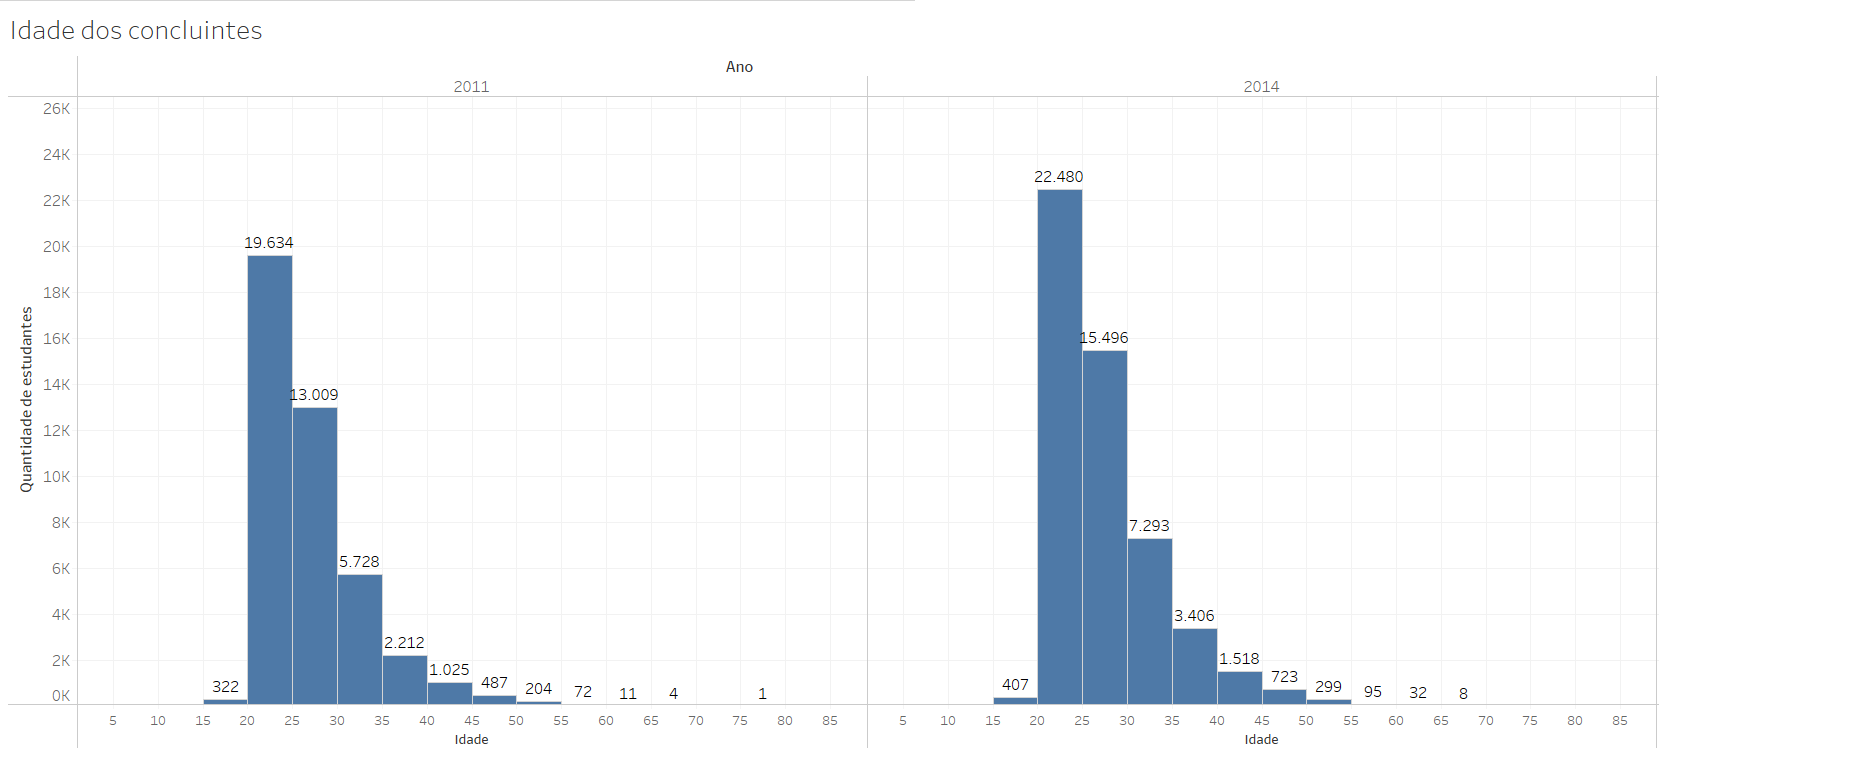 Idade dos concluintes
Ano
2011 2014
26K
24K
22K
20K
18K
16K
14K
12K
10K
8K
6K
4K
2K
0K
Quantidade de estudantes
322 19.634 13.009 5.728 2.212 1.025 487 204 72 11 4 1
407 22.480 15.496 7.293 3.406 1.518 723 299 95 32 8
5 10 15 20 25 30 35 40 45 50 55 60 65 70 75 80 85
5 10 15 20 25 30 35 40 45 50 55 60 65 70 75 80 85
Idade Idade